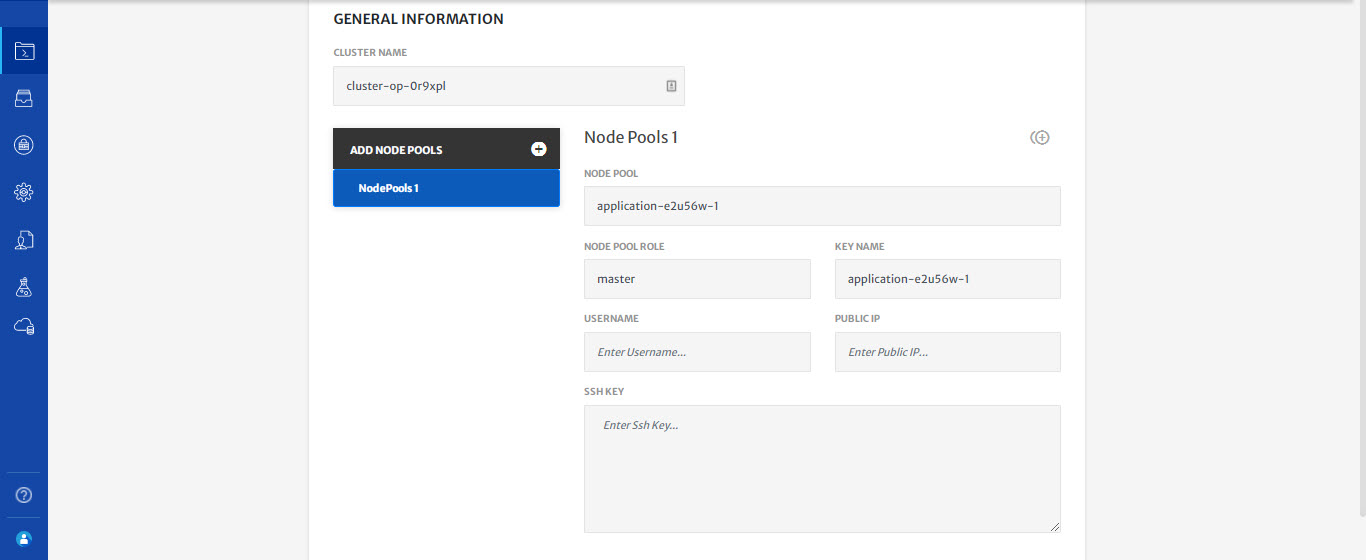 GENERAL INFORMATION
CLUSTER NAME
cluster-op-0r9xpl
ADD NODE POOLS
NodePools 1
Node Pools 1
NODE POOL
application-e2u56w-1
NODE POOL ROLE
KEY NAME
master
application-e2u56w-1
USERNAME
PUBLIC IP
Enter Username...
Enter Public IP...
SSH KEY
Enter Ssh Key...